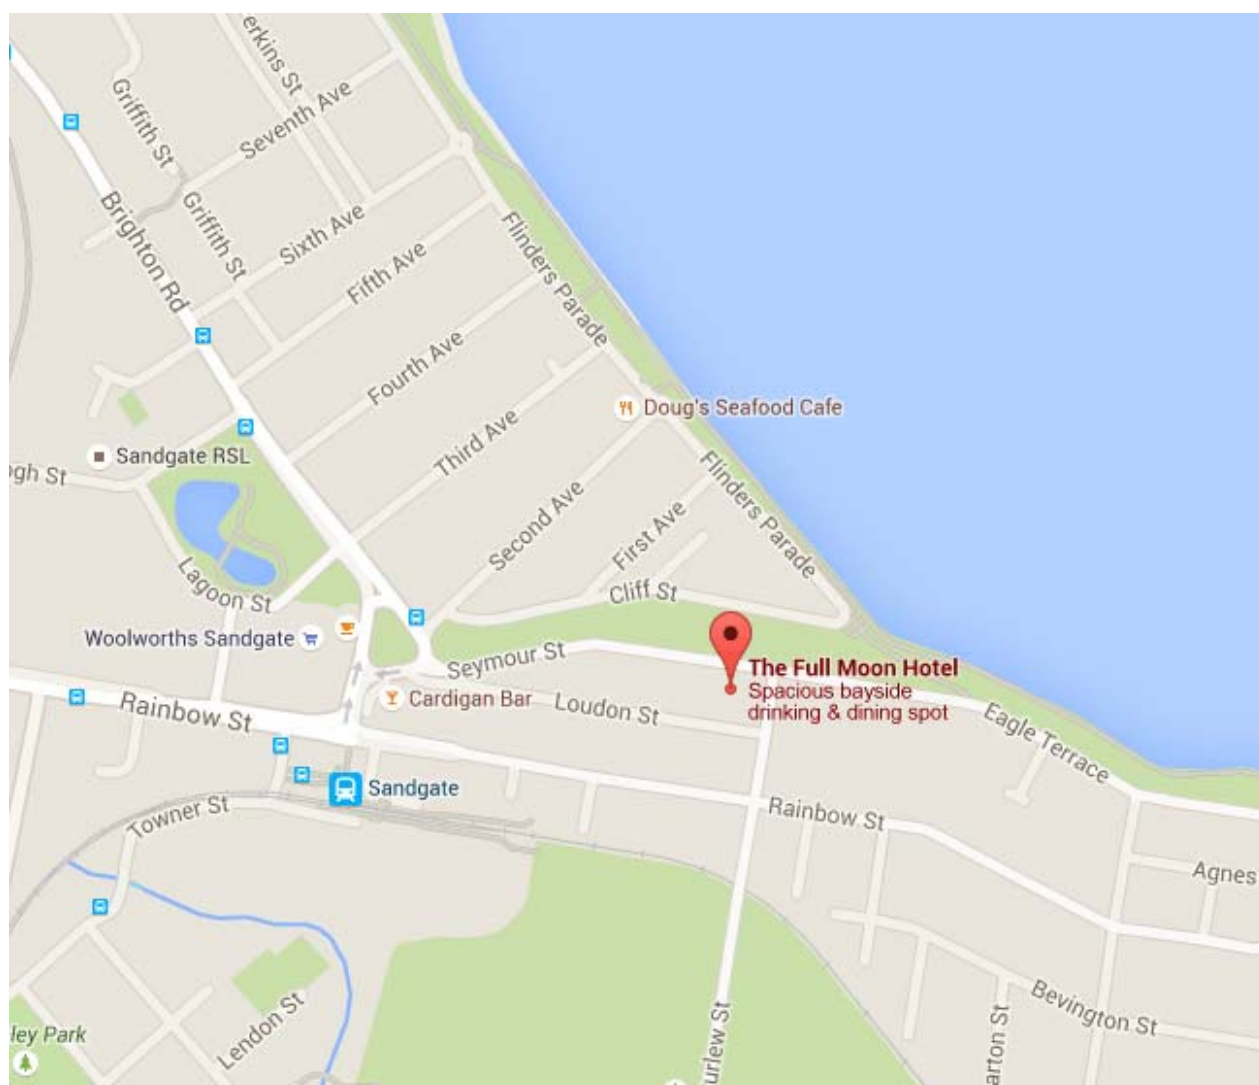 erkins St
Griffith St
Seventh Ave
Brighton Rd
Griffith St
Sixth Ave
Flinders Parade
Fifth Ave
Fourth Ave
Doug's Seafood Cafe
Third Ave
Sandgate RSL
ogh St
Flinders Parade
Second Ave
First Ave
Lagoon St
Cliff St
Woolworths Sandgate
Seymour St
The Full Moon Hotel
Spacious bayside
drinking & dining spot
Cardigan Bar
Loudon St
Rainbow St
Eagle Terrace
Sandgate
Towner St
Rainbow St
Agnes
Bevington St
ley Park
Lendon St
urlew St
arton St